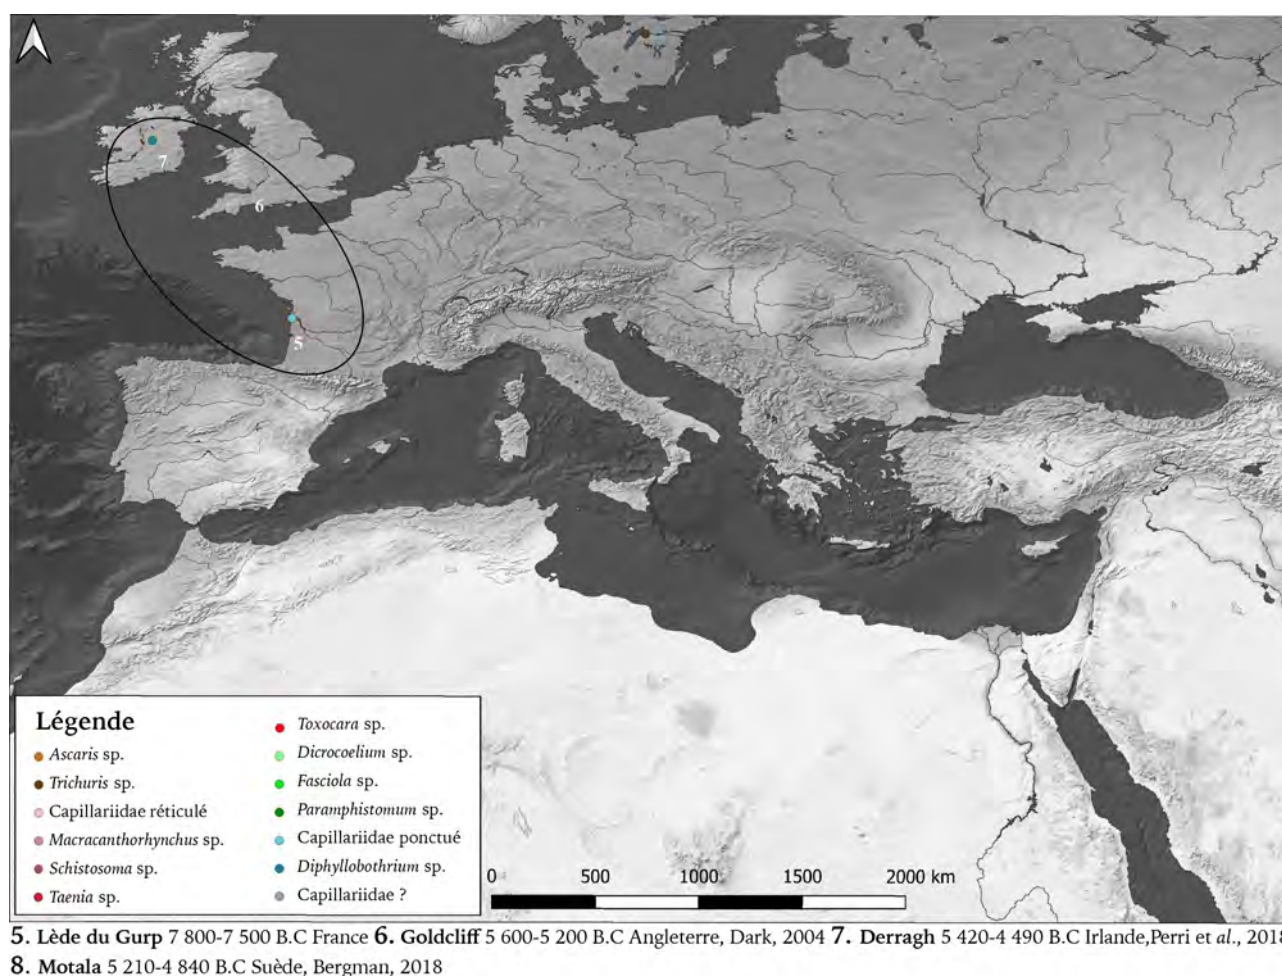 7
6
5
Légende
Ascaris sp.
Trichuris sp.
Capillariidae réticulé
Macracanthorhynchus sp.
Schistosoma sp.
Taenia sp.
Toxocara sp.
Dicrocoelium sp.
Fasciola sp.
Paramphistomum sp.
Capillariidae ponctué
Diphyllobothrium sp.
Capillariidae ?
0 500 1000 1500 2000 km
5. Lède du Gurp 7 800-7 500 B.C France 6. Goldcliff 5 600-5 200 B.C Angleterre, Dark, 2004 7. Derragh 5 420-4 490 B.C Irlande,Perri et al., 2018
8. Motala 5 210-4 840 B.C Suède, Bergman, 2018